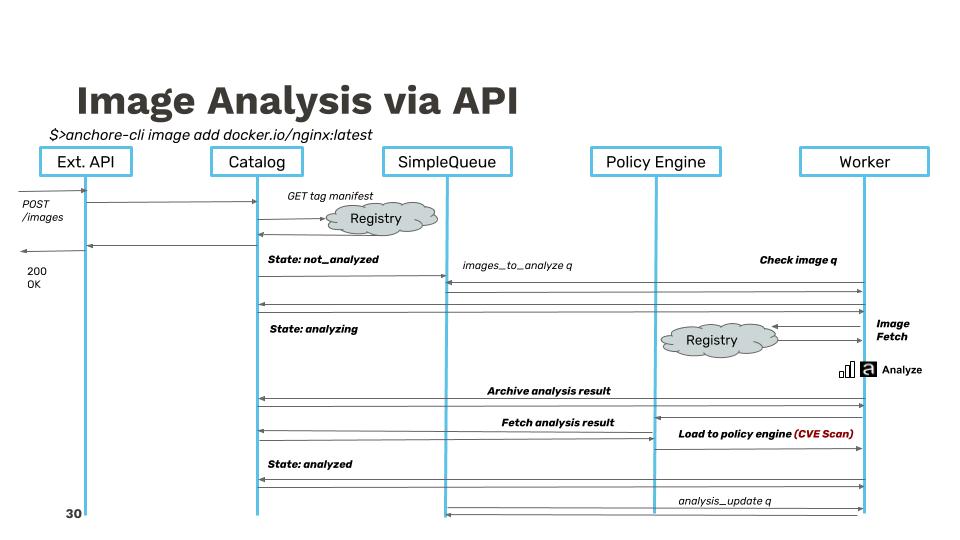 Image Analysis via API
$>anchore-cli image add docker.io/nginx:latest
Ext. API
Catalog
SimpleQueue
Policy Engine
Worker
GET tag manifest
POST
/images
Registry
State: not_analyzed
images_to_analyze q
Check image q
200
OK
State: analyzing
Registry
Image
Fetch
a Analyze
Archive analysis result
Fetch analysis result
Load to policy engine (CVE Scan)
State: analyzed
analysis_update q
30